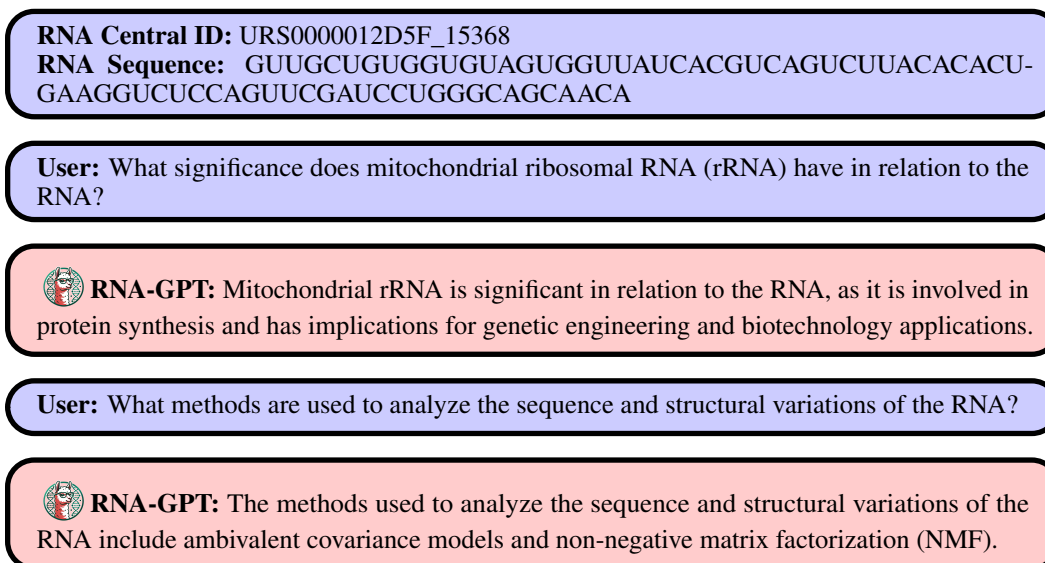 RNA Central ID: URS0000012D5F_15368
RNA Sequence: GUUGCUGUGGUGUAGUGGUUAUCACGUCAGUCUUACACACU-
GAAGGUCUCCAGUUCGAUCCUGGGCAGCAACA
User: What significance does mitochondrial ribosomal RNA (rRNA) have in relation to the
RNA?
RNA-GPT: Mitochondrial rRNA is significant in relation to the RNA, as it is involved in
protein synthesis and has implications for genetic engineering and biotechnology applications.
User: What methods are used to analyze the sequence and structural variations of the RNA?
RNA-GPT: The methods used to analyze the sequence and structural variations of the
RNA include ambivalent covariance models and non-negative matrix factorization (NMF).